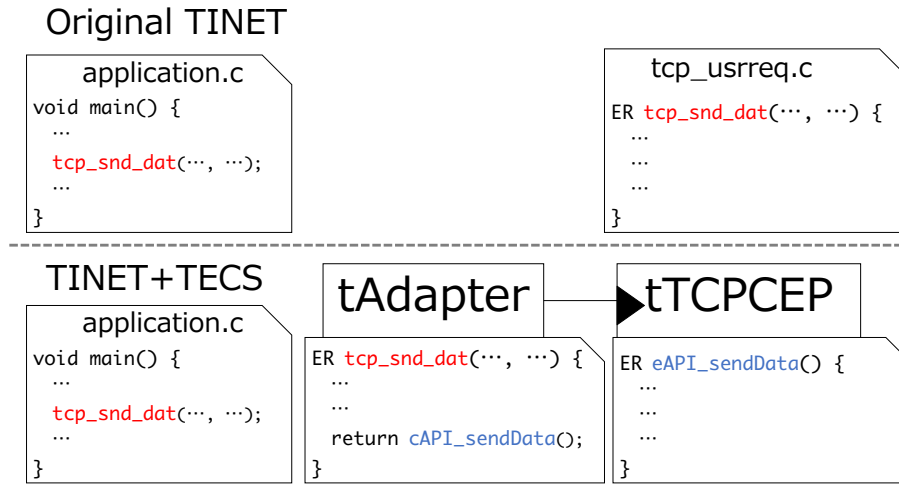 Original TINET
application.c
void main() {
⋯
tcp_snd_dat(⋯, ⋯);
⋯
}
tcp_usrreq.c
ER tcp_snd_dat(⋯, ⋯) {
⋯
⋯
⋯
}
TINET+TECS
application.c
void main() {
⋯
tcp_snd_dat(⋯, ⋯);
⋯
}
tAdapter
ER tcp_snd_dat(⋯, ⋯) {
⋯
⋯
return cAPI_sendData();
}
tTCPCEP
ER eAPI_sendData() {
⋯
⋯
⋯
}